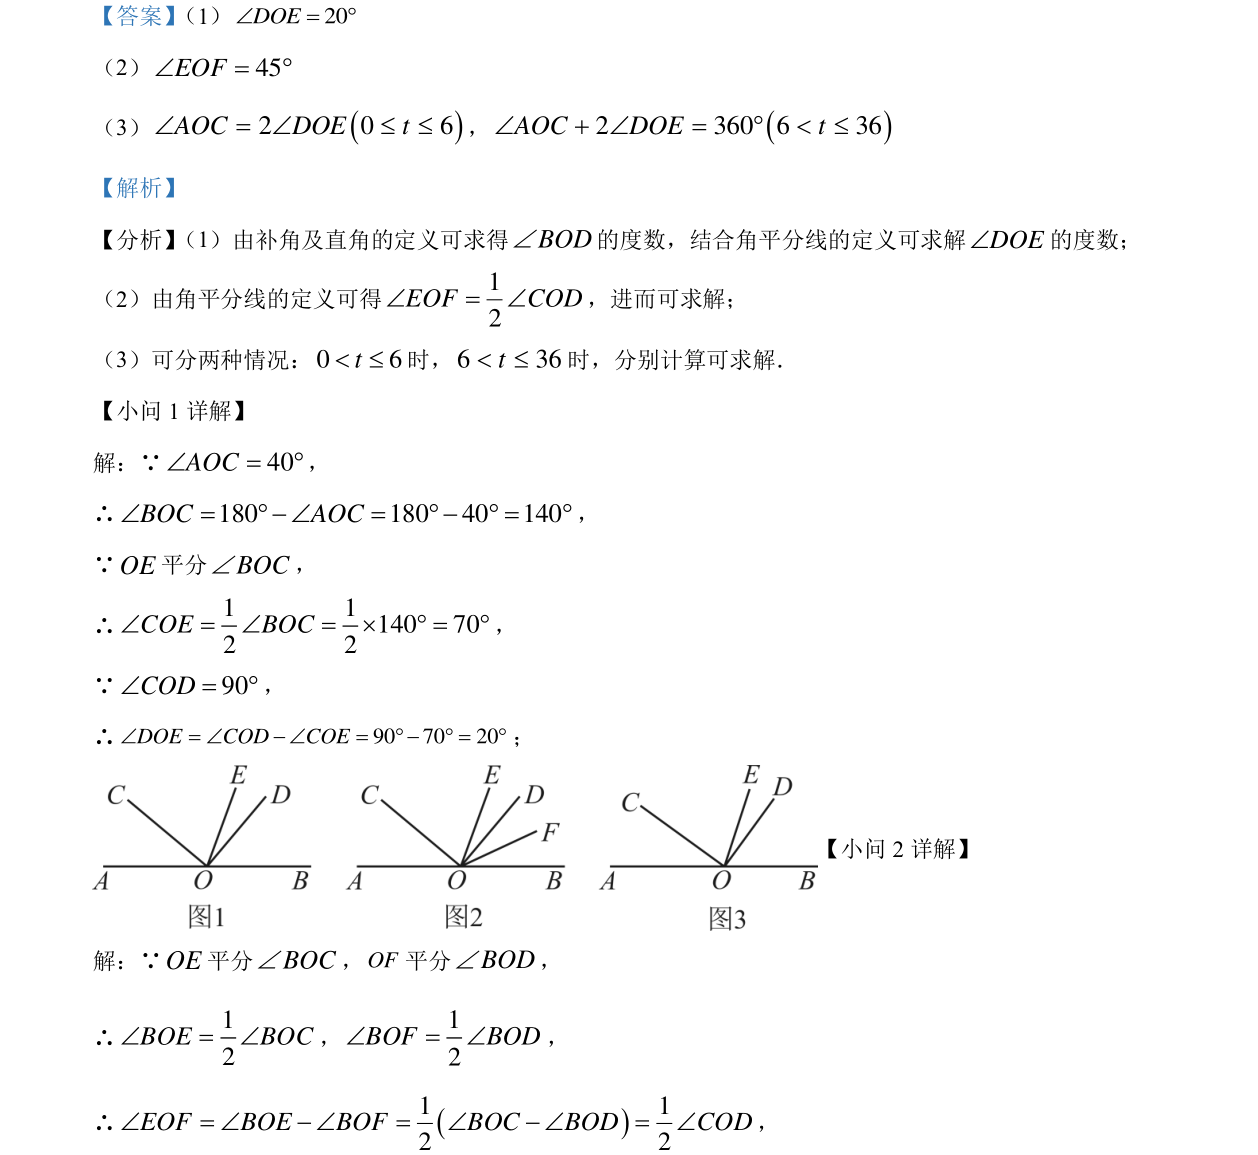 【答案】（1）∠DOE = 20°
（2）∠EOF = 45°
（3）∠AOC = 2∠DOE(0 ≤ t ≤ 6)，∠AOC + 2∠DOE = 360°(6 < t ≤ 36)
【解析】
【分析】（1）由补角及直角的定义可求得∠BOD的度数，结合角平分线的定义可求解∠DOE的度数；
（2）由角平分线的定义可得∠EOF = 1/2∠COD，进而可求解；
（3）可分两种情况：0 < t ≤ 6时，6 < t ≤ 36时，分别计算可求解．
【小问1详解】
解：∵∠AOC = 40°，
∴∠BOC = 180° − ∠AOC = 180° − 40° = 140°，
∵OE平分∠BOC，
∴∠COE = 1/2∠BOC = 1/2×140° = 70°，
∵∠COD = 90°，
∴∠DOE = ∠COD − ∠COE = 90° − 70° = 20°；
C E D A O B 图1
C E D F A O B 图2
C E D A O B 图3
【小问2详解】
解：∵OE平分∠BOC，OF平分∠BOD，
∴∠BOE = 1/2∠BOC，∠BOF = 1/2∠BOD，
∴∠EOF = ∠BOE − ∠BOF = 1/2(∠BOC − ∠BOD) = 1/2∠COD，